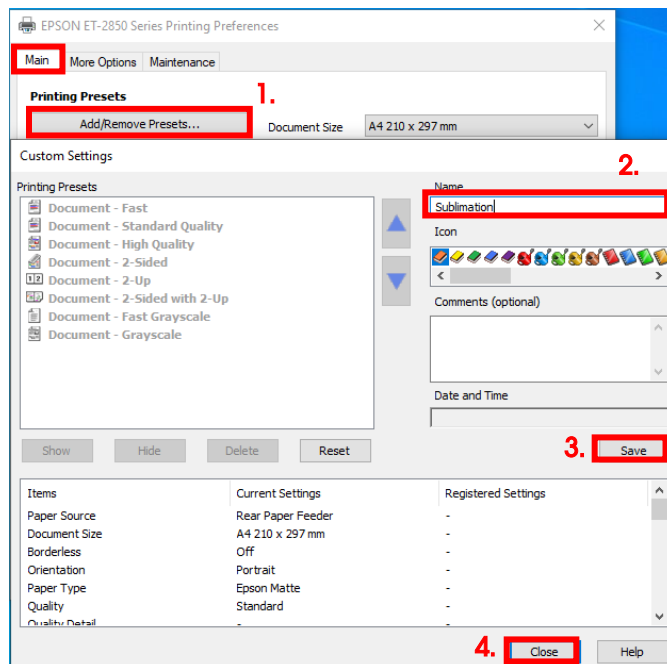 EPSON ET-2850 Series Printing Preferences
Main More Options Maintenance
Printing Presets
1.
Add/Remove Presets... Document Size A4 210 x 297 mm
Custom Settings
2.
Printing Presets Name
Document - Fast Sublimation
Document - Standard Quality Icon
Document - High Quality
Document - 2-Sided
Document - 2-Up
Document - 2-Sided with 2-Up Comments (optional)
Document - Fast Grayscale
Document - Grayscale
Date and Time
Show Hide Delete Reset 3. Save
Items Current Settings Registered Settings
Paper Source Rear Paper Feeder -
Document Size A4 210 x 297 mm -
Borderless Off -
Orientation Portrait -
Paper Type Epson Matte -
Quality Standard -
Quality Detail - -
4. Close Help